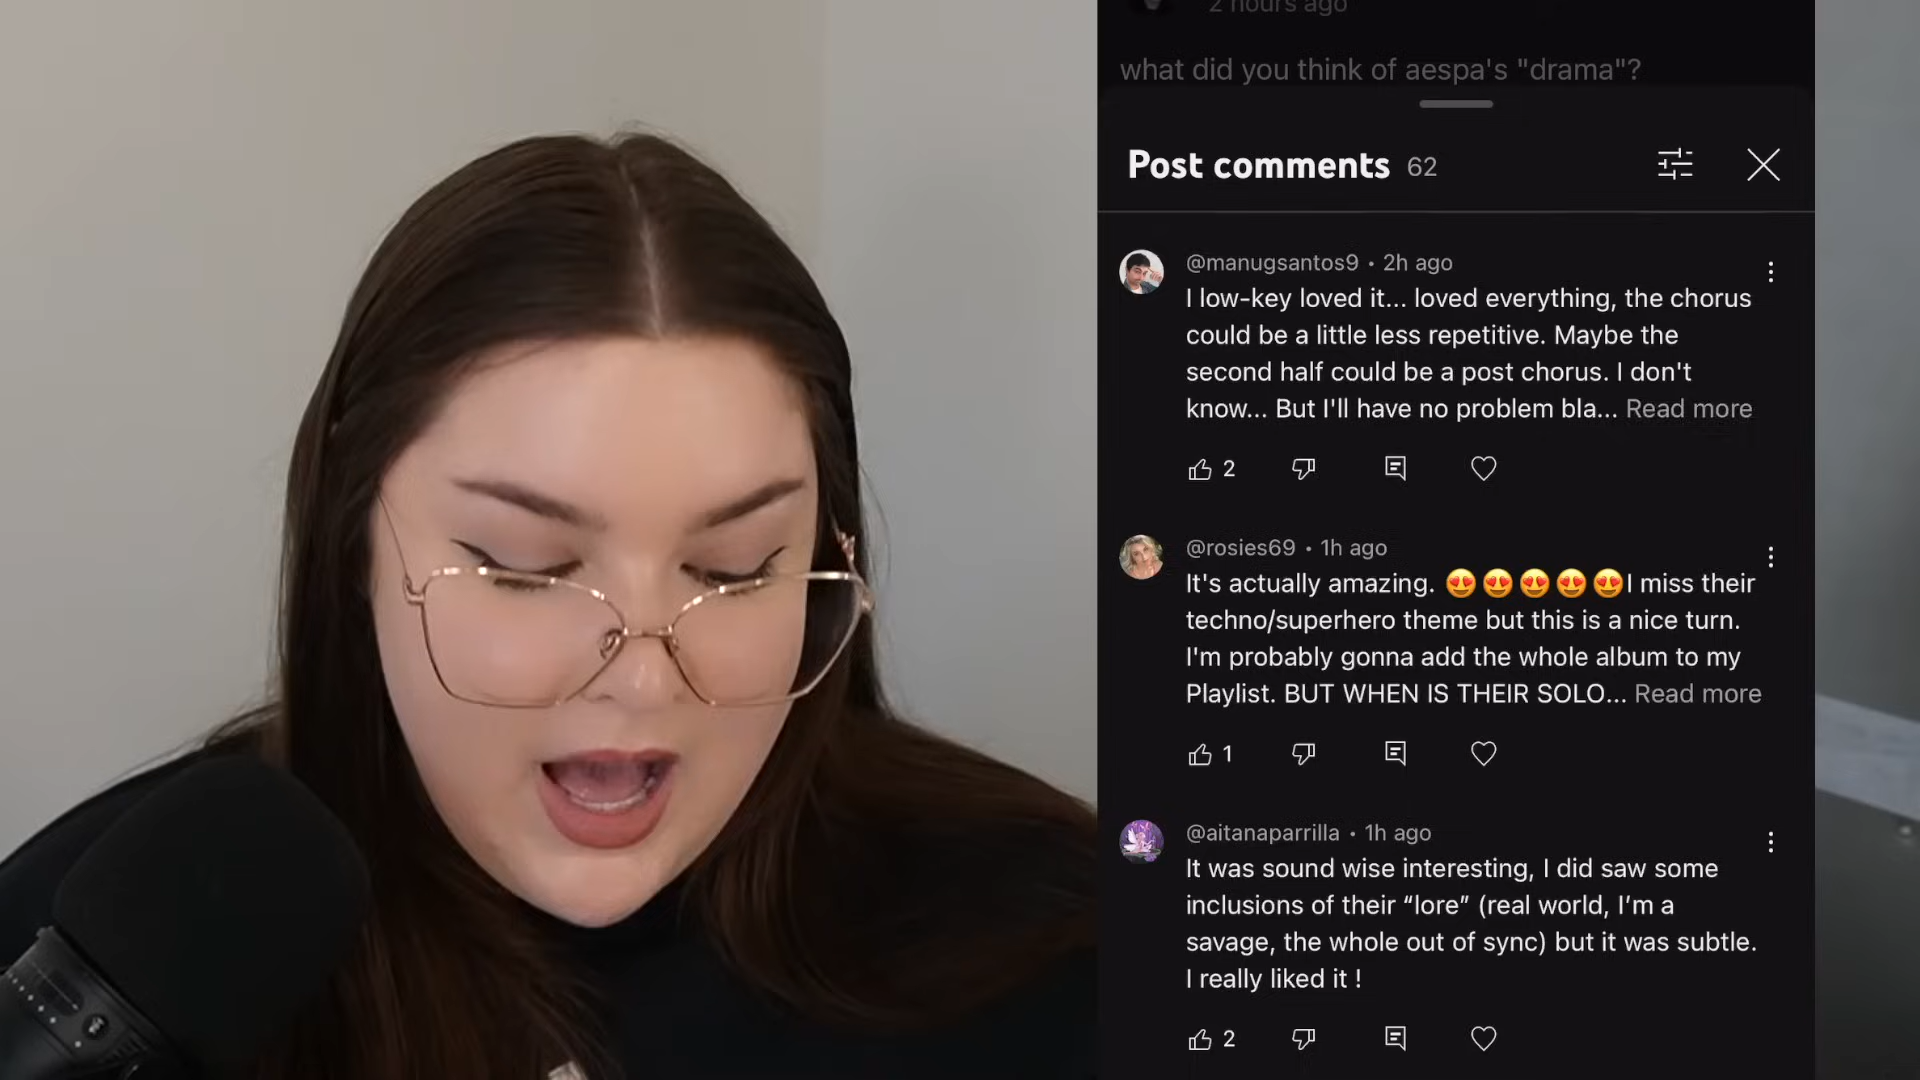 2 hours ago
what did you think of aespa's "drama"?
Post comments 62
@manugsantos9 • 2h ago
I low-key loved it... loved everything, the chorus
could be a little less repetitive. Maybe the
second half could be a post chorus. I don't
know... But I'll have no problem bla... Read more
2
@rosies69 • 1h ago
It's actually amazing. 😍😍😍😍😍I miss their
techno/superhero theme but this is a nice turn.
I'm probably gonna add the whole album to my
Playlist. BUT WHEN IS THEIR SOLO... Read more
1
@aitanaparrilla • 1h ago
It was sound wise interesting, I did saw some
inclusions of their “lore” (real world, I’m a
savage, the whole out of sync) but it was subtle.
I really liked it !
2